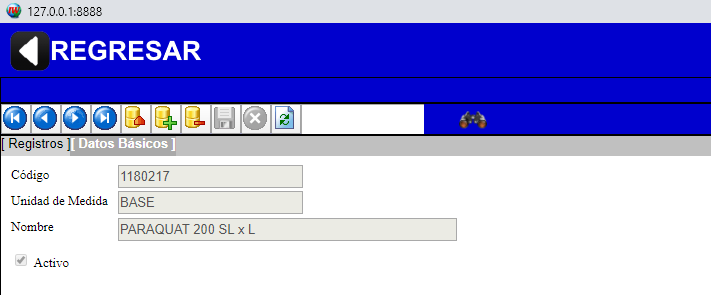 127.0.0.1:8888
REGRESAR
[ Registros ][ Datos Básicos ]
Código 1180217
Unidad de Medida BASE
Nombre PARAQUAT 200 SL x L
Activo